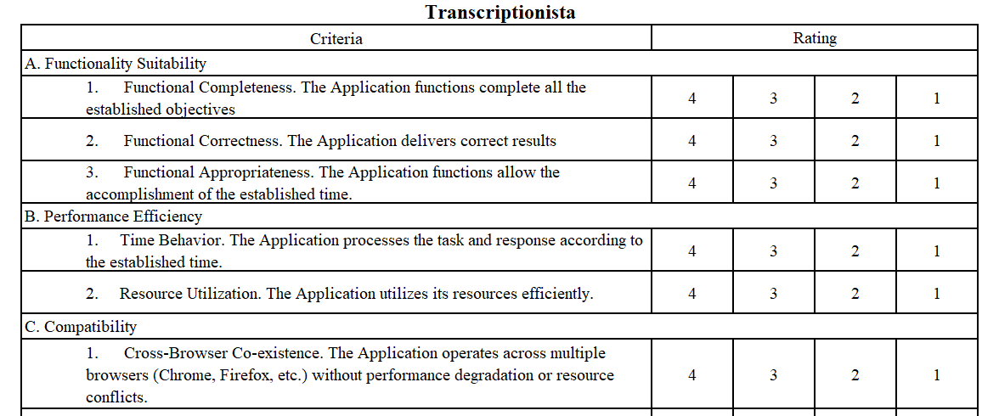 Transcriptionista
Criteria Rating
A. Functionality Suitability
1. Functional Completeness. The Application functions complete all the
established objectives
4 3 2 1
2. Functional Correctness. The Application delivers correct results
4 3 2 1
3. Functional Appropriateness. The Application functions allow the
accomplishment of the established time.
4 3 2 1
B. Performance Efficiency
1. Time Behavior. The Application processes the task and response according to
the established time.
4 3 2 1
2. Resource Utilization. The Application utilizes its resources efficiently.
4 3 2 1
C. Compatibility
1. Cross-Browser Co-existence. The Application operates across multiple
browsers (Chrome, Firefox, etc.) without performance degradation or resource
conflicts.
4 3 2 1